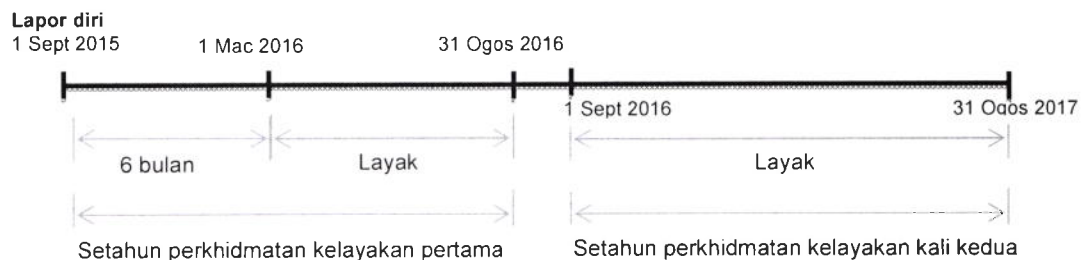 Lapor diri
1 Sept 2015
1 Mac 2016
31 Ogos 2016
1 Sept 2016
31 Ogos 2017
6 bulan
Layak
Layak
Setahun perkhidmatan kelayakan pertama
Setahun perkhidmatan kelayakan kali kedua